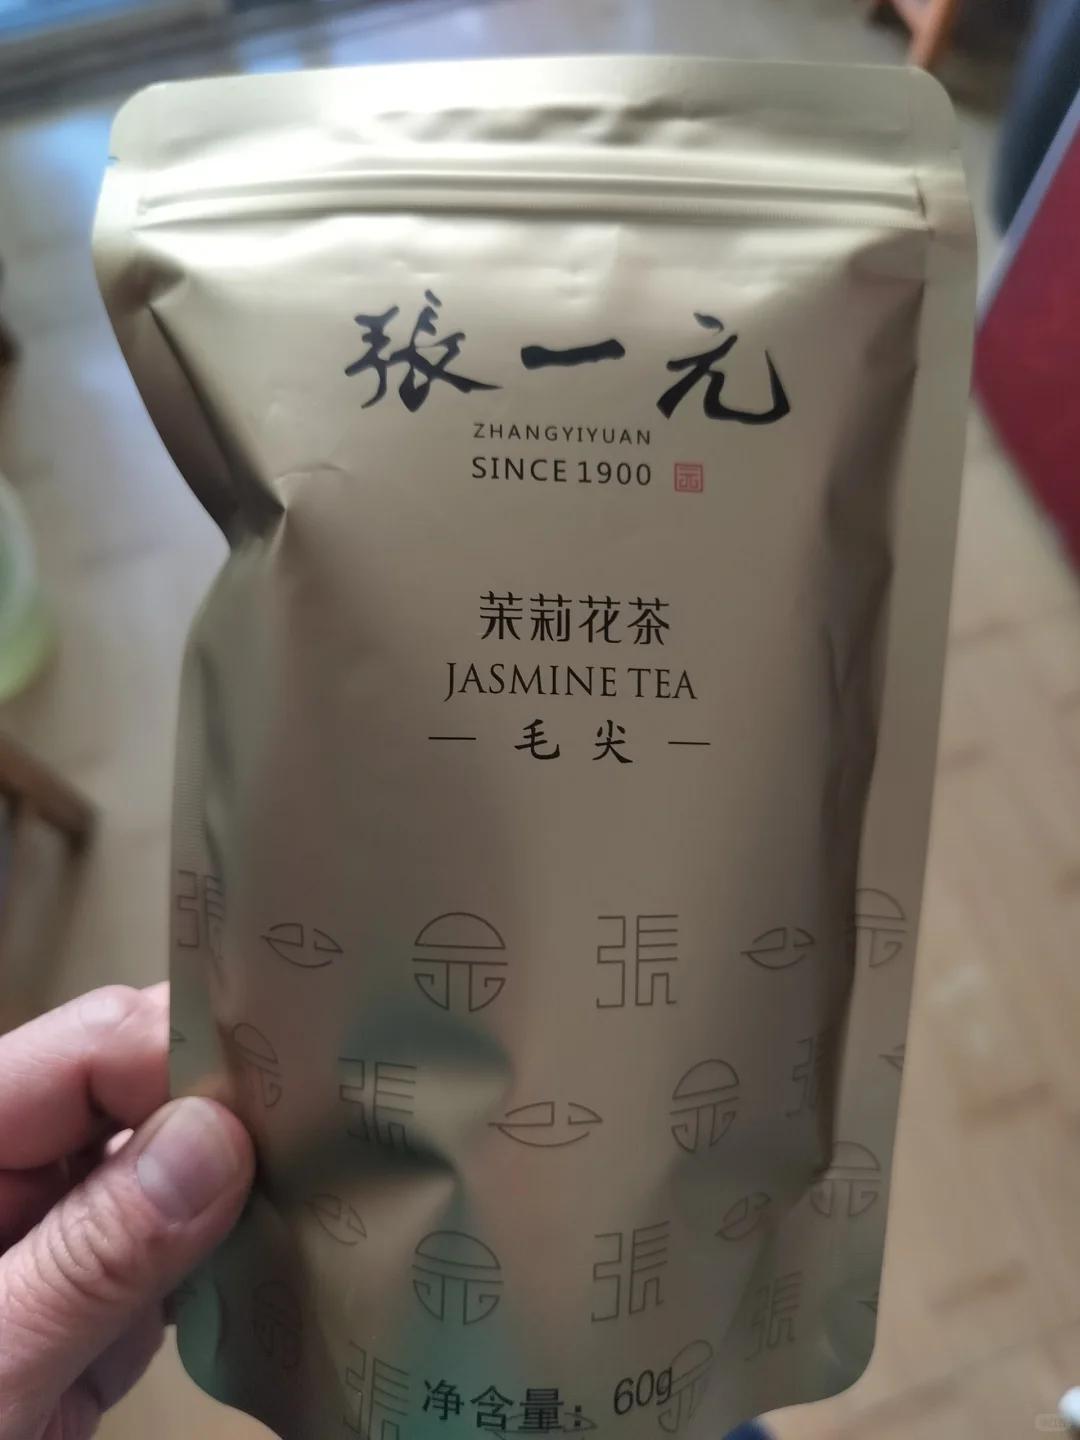 張一元
ZHANGYIYUAN
SINCE 1900
茉莉花茶
JASMINE TEA
— 毛尖 —
净含量: 60g